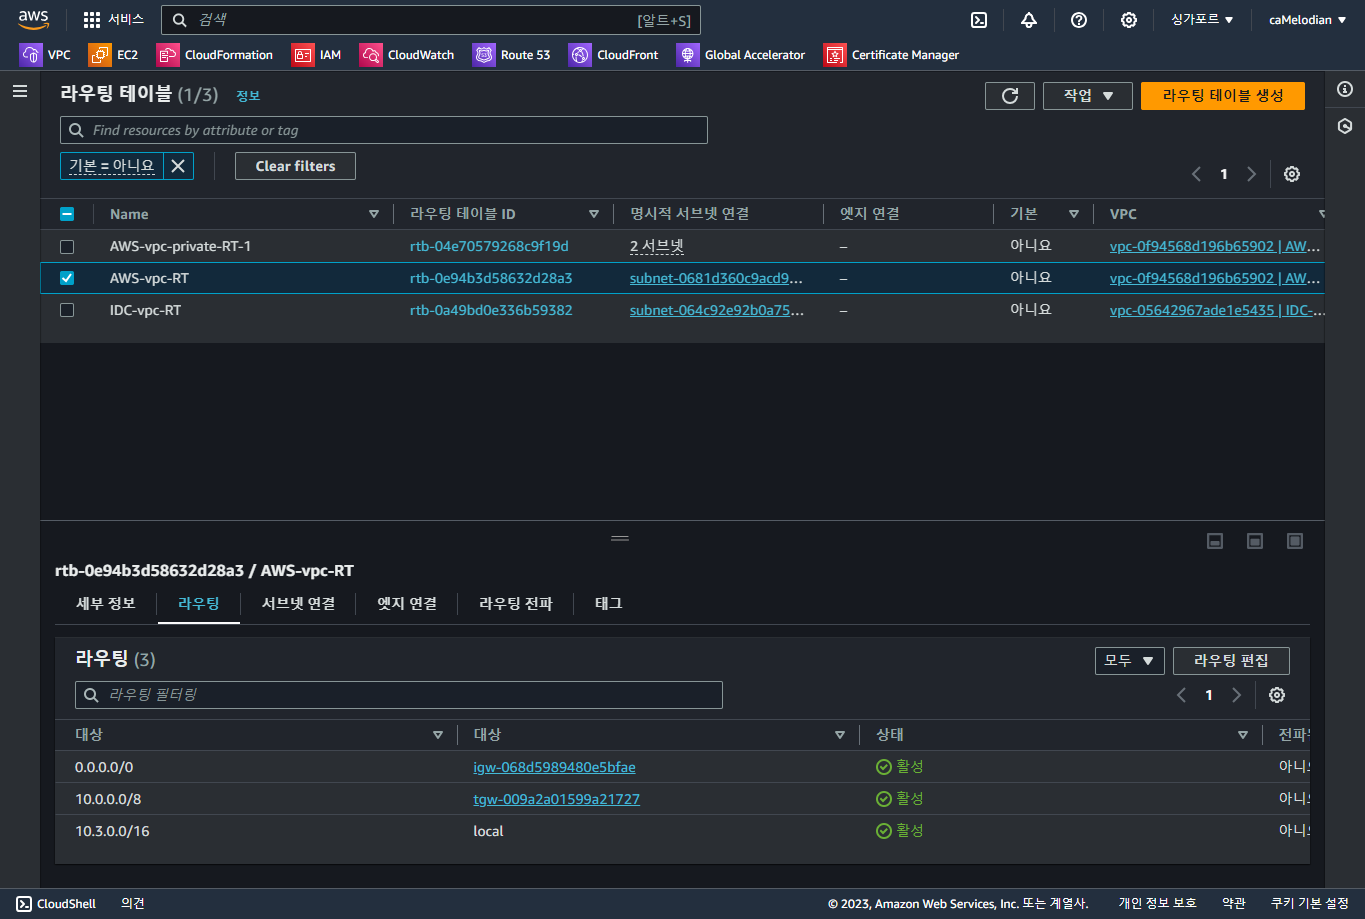 aws 서비스 검색 [알트+S] 싱가포르 ▼ caMelodian ▼
VPC EC2 CloudFormation IAM CloudWatch Route 53 CloudFront Global Accelerator Certificate Manager
라우팅 테이블 (1/3) 정보 작업 ▼ 라우팅 테이블 생성
Find resources by attribute or tag
기본 = 아니요 Clear filters
1
Name 라우팅 테이블 ID 명시적 서브넷 연결 엣지 연결 기본 VPC
AWS-vpc-private-RT-1 rtb-04e70579268c9f19d 2 서브넷 – 아니요 vpc-0f94568d196b65902 | AW...
AWS-vpc-RT rtb-0e94b3d58632d28a3 subnet-0681d360c9acd9... – 아니요 vpc-0f94568d196b65902 | AW...
IDC-vpc-RT rtb-0a49bd0e336b59382 subnet-064c92e92b0a75... – 아니요 vpc-05642967ade1e5435 | IDC-...
rtb-0e94b3d58632d28a3 / AWS-vpc-RT
세부 정보 라우팅 서브넷 연결 엣지 연결 라우팅 전파 태그
라우팅 (3) 모두 ▼ 라우팅 편집
라우팅 필터링 1
대상 대상 상태
0.0.0.0/0 igw-068d5989480e5bfae 활성
10.0.0.0/8 tgw-009a2a01599a21727 활성
10.3.0.0/16 local 활성
CloudShell 의견 © 2023, Amazon Web Services, Inc. 또는 계열사. 개인 정보 보호 약관 쿠키 기본 설정